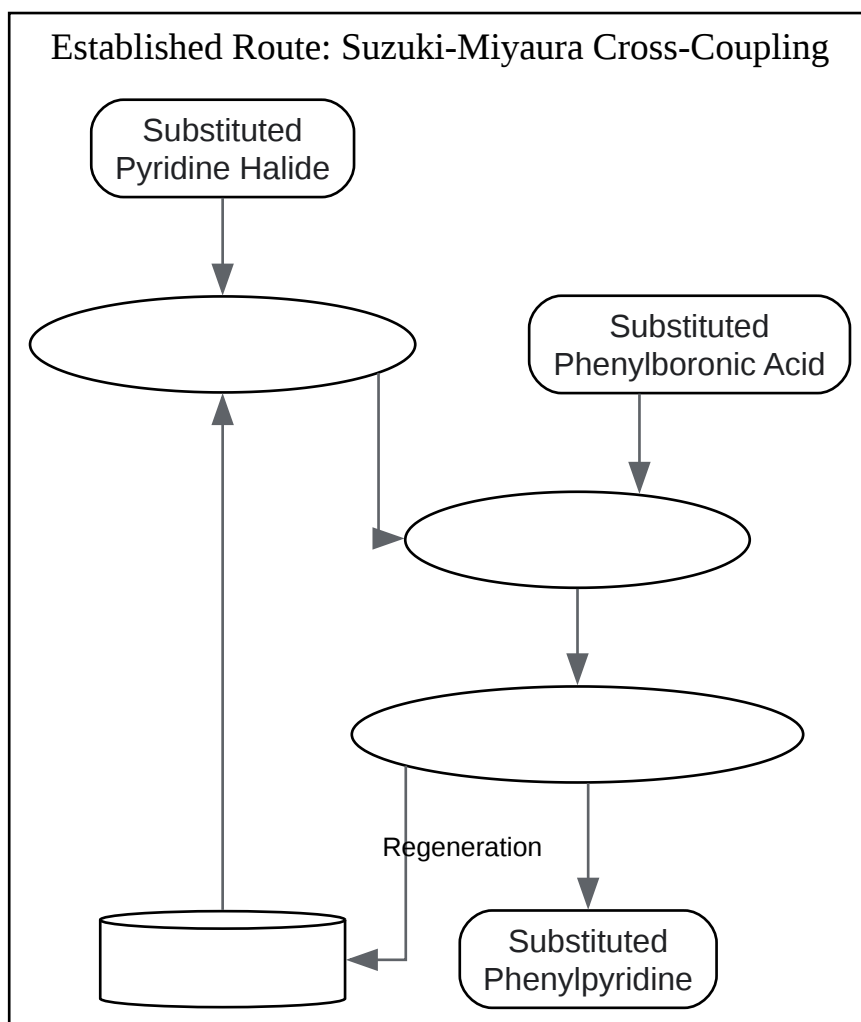 Established Route: Suzuki-Miyaura Cross-Coupling
Substituted
Pyridine Halide
Substituted
Phenylboronic Acid
Regeneration
Substituted
Phenylpyridine